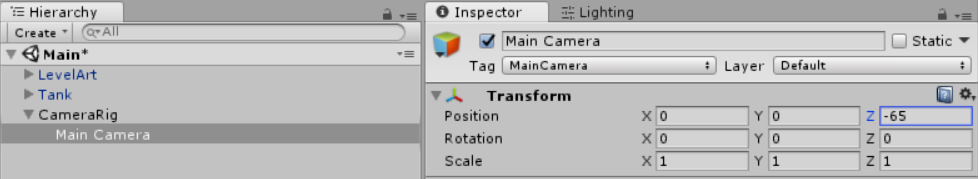 Hierarchy
Create
All
Main*
LevelArt
Tank
CameraRig
Main Camera
Inspector Lighting
Main Camera Static
Tag MainCamera Layer Default
Transform
Position X 0 Y 0 Z -65
Rotation X 0 Y 0 Z 0
Scale X 1 Y 1 Z 1